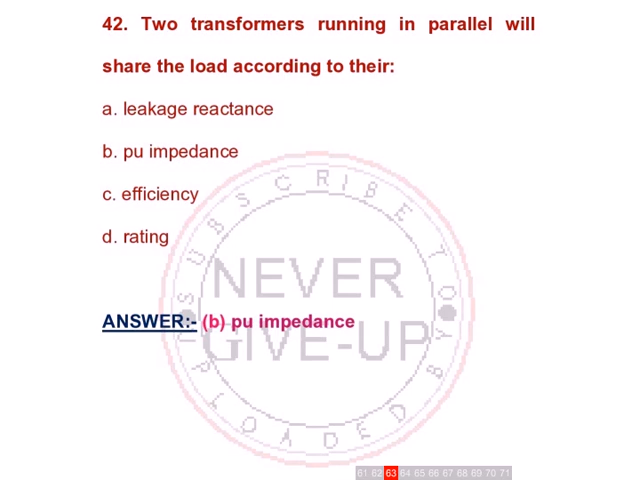 42. Two transformers running in parallel will
share the load according to their:
a. leakage reactance
b. pu impedance
c. efficiency
d. rating
ANSWER:- (b) pu impedance
SUBSCRIBE TO
NEVER
GIVE-UP
UPLOADED BY
61 62 63 64 65 66 67 68 69 70 71